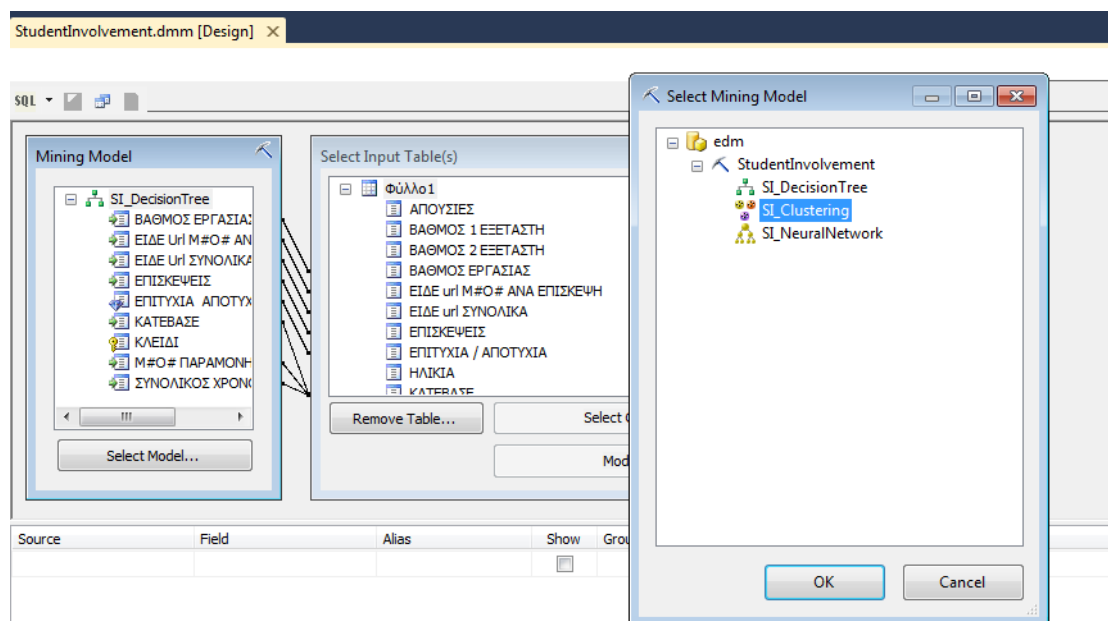 StudentInvolvement.dmm [Design]
SQL
Mining Model
SI_DecisionTree
ΒΑΘΜΟΣ ΕΡΓΑΣΙΑΣ
ΕΙΔΕ Url Μ#Ο# ΑΝ
ΕΙΔΕ Url ΣΥΝΟΛΙΚΑ
ΕΠΙΣΚΕΨΕΙΣ
ΕΠΙΤΥΧΙΑ ΑΠΟΤΥΧ
ΚΑΤΕΒΑΣΕ
ΚΛΕΙΔΙ
Μ#Ο# ΠΑΡΑΜΟΝΗ
ΣΥΝΟΛΙΚΟΣ ΧΡΟΝΟ
Select Model...
Select Input Table(s)
Φύλλο1
ΑΠΟΥΣΙΕΣ
ΒΑΘΜΟΣ 1 ΕΞΕΤΑΣΤΗ
ΒΑΘΜΟΣ 2 ΕΞΕΤΑΣΤΗ
ΒΑΘΜΟΣ ΕΡΓΑΣΙΑΣ
ΕΙΔΕ url Μ#Ο# ΑΝΑ ΕΠΙΣΚΕΨΗ
ΕΙΔΕ url ΣΥΝΟΛΙΚΑ
ΕΠΙΣΚΕΨΕΙΣ
ΕΠΙΤΥΧΙΑ / ΑΠΟΤΥΧΙΑ
ΗΛΙΚΙΑ
ΚΑΤΕΒΑΣΕ
Remove Table...
Select
Mod
Select Mining Model
edm
StudentInvolvement
SI_DecisionTree
SI_Clustering
SI_NeuralNetwork
OK Cancel
Source Field Alias Show Grou